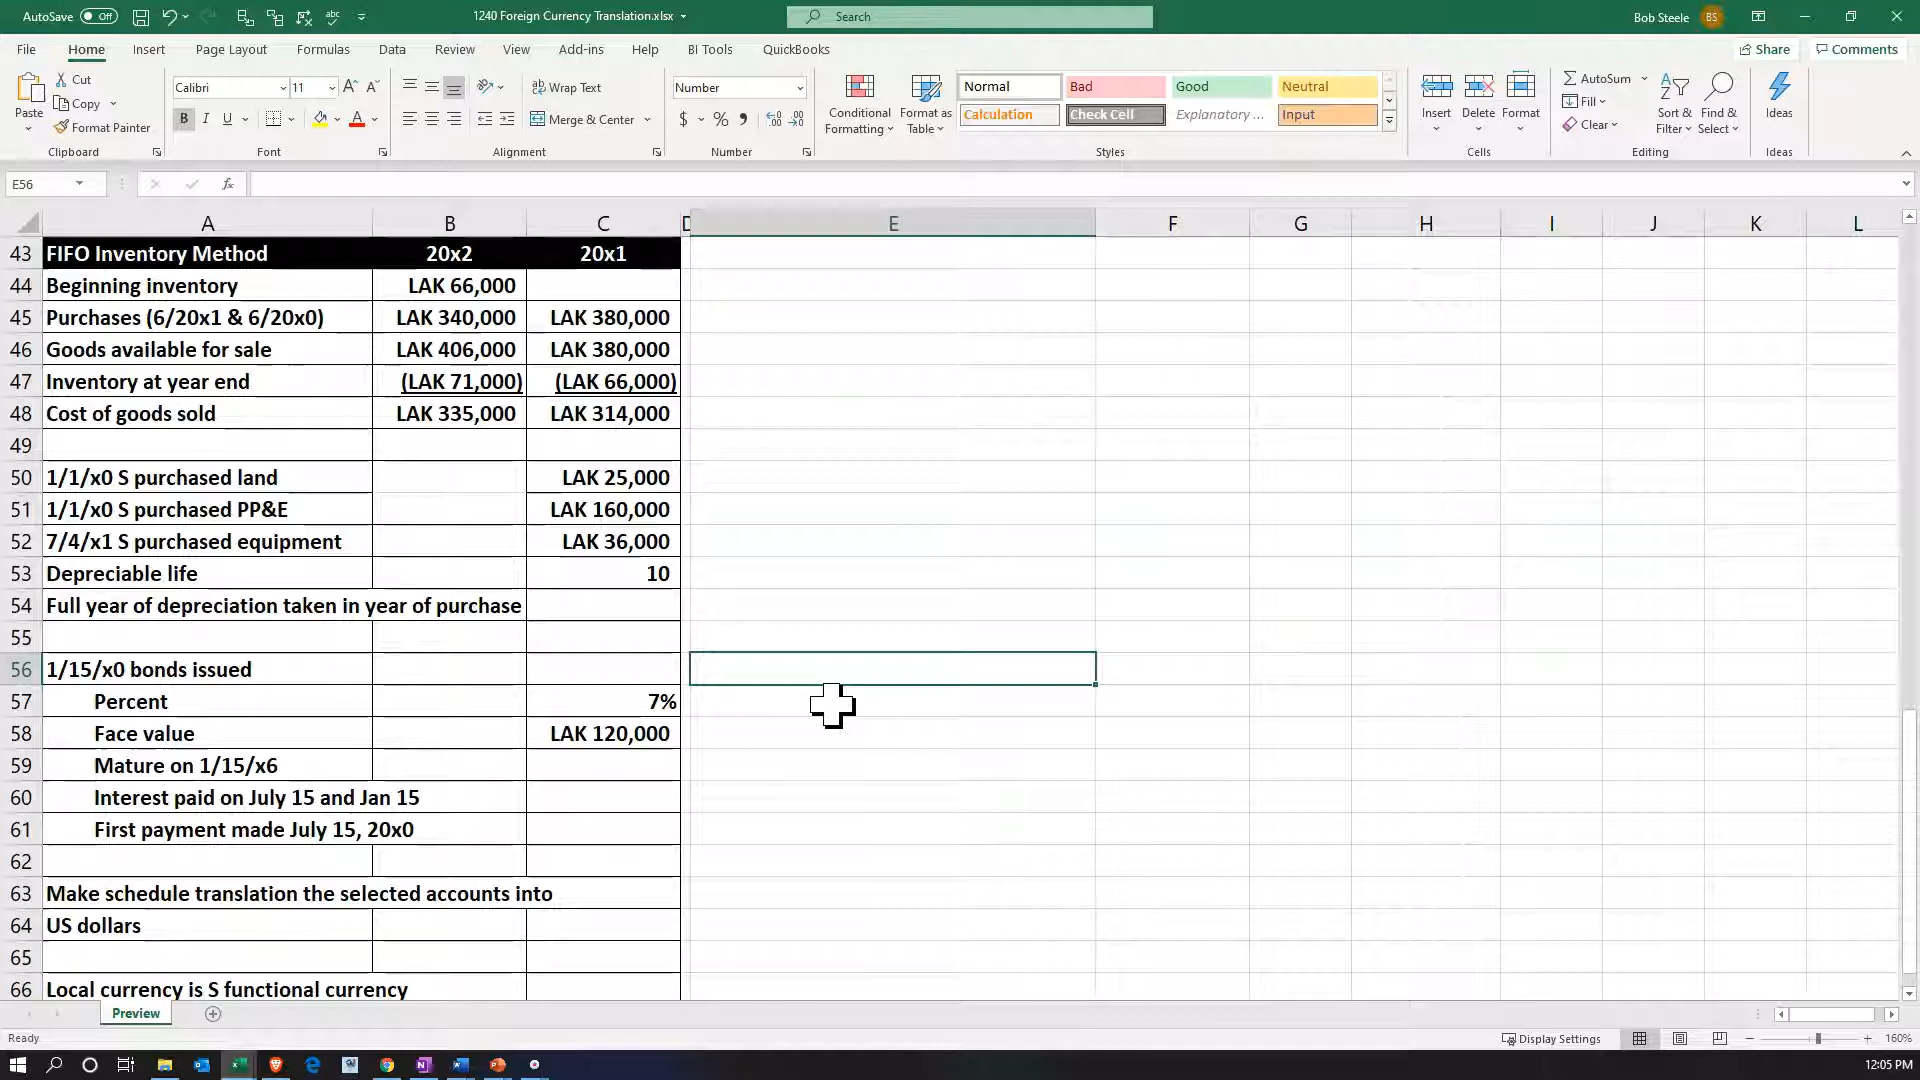 AutoSave Off
1240 Foreign Currency Translation.xlsx
Search
Bob Steele
BS
File Home Insert Page Layout Formulas Data Review View Add-ins Help BI Tools QuickBooks
Share
Comments
Paste
Cut
Copy
Format Painter
Clipboard
Calibri
11
B I U
Font
Wrap Text
Merge & Center
Alignment
Number
$ % 9
Number
Conditional Formatting
Format as Table
Normal Bad Good Neutral
Calculation Check Cell Explanatory ... Input
Styles
Insert Delete Format
Cells
AutoSum
Fill
Clear
Sort & Filter
Find & Select
Editing
Ideas
Ideas
E56
fx
A B C D E F G H I J K L
43 FIFO Inventory Method 20x2 20x1
44 Beginning inventory LAK 66,000
45 Purchases (6/20x1 & 6/20x0) LAK 340,000 LAK 380,000
46 Goods available for sale LAK 406,000 LAK 380,000
47 Inventory at year end (LAK 71,000) (LAK 66,000)
48 Cost of goods sold LAK 335,000 LAK 314,000
49
50 1/1/x0 S purchased land LAK 25,000
51 1/1/x0 S purchased PP&E LAK 160,000
52 7/4/x1 S purchased equipment LAK 36,000
53 Depreciable life 10
54 Full year of depreciation taken in year of purchase
55
56 1/15/x0 bonds issued
57 Percent 7%
58 Face value LAK 120,000
59 Mature on 1/15/x6
60 Interest paid on July 15 and Jan 15
61 First payment made July 15, 20x0
62
63 Make schedule translation the selected accounts into
64 US dollars
65
66 Local currency is S functional currency
Preview
Ready
Display Settings
160%
12:05 PM